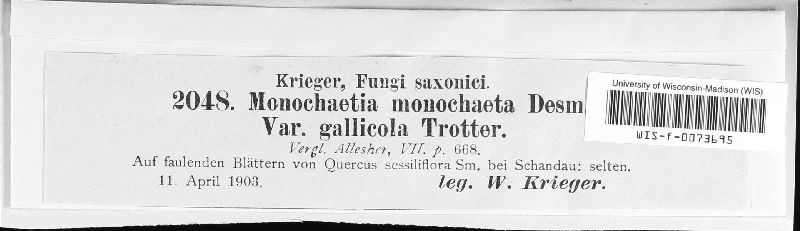 Krieger, Fungi saxonici.
2048. Monochaetia monochaeta Desm.
Var. gallicola Trotter.
Vergl. Allesher, VII. p. 668.
Auf faulenden Blättern von Quercus sessiliflora Sm. bei Schandau: selten.
11. April 1903.
leg. W. Krieger.
University of Wisconsin-Madison (WIS)
WIS-f-0073695